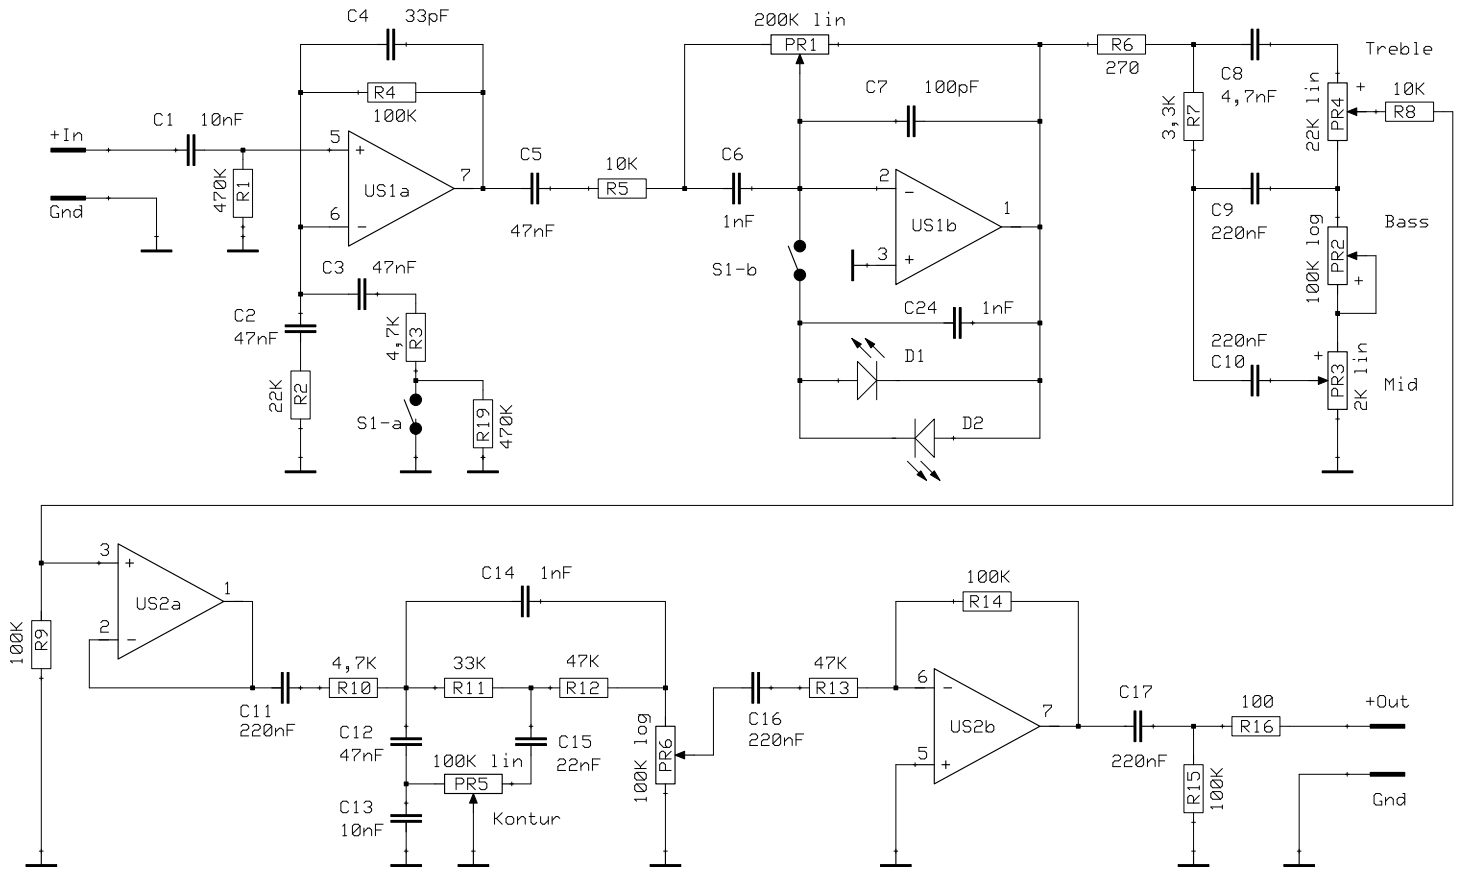 C4 33pF
R4
100K
C1 10nF
+In
Gnd
470K
R1
5
+
US1a
7
6
−
C3 47nF
C2
47nF
4,7K
R3
22K
R2
S1-a
R19
470K
C5
47nF
10K
R5
200K lin
PR1
C6
1nF
C7 100pF
2
−
US1b
1
3
+
S1-b
C24 1nF
D1
D2
R6
270
3,3K
R7
C8
4,7nF
Treble
22K lin
PR4
+
10K
R8
C9
220nF
Bass
100K log
PR2
+
220nF
C10
+
PR3
2K lin
Mid
3
+
US2a
1
2
−
100K
R9
C11
220nF
4,7K
R10
C14 1nF
33K
R11
47K
R12
C12
47nF
C15
22nF
100K lin
PR5
C13
10nF
Kontur
100K log
PR6
C16
220nF
47K
R13
100K
R14
6
−
US2b
7
5
+
C17
220nF
R15
100K
100
R16
+Out
Gnd